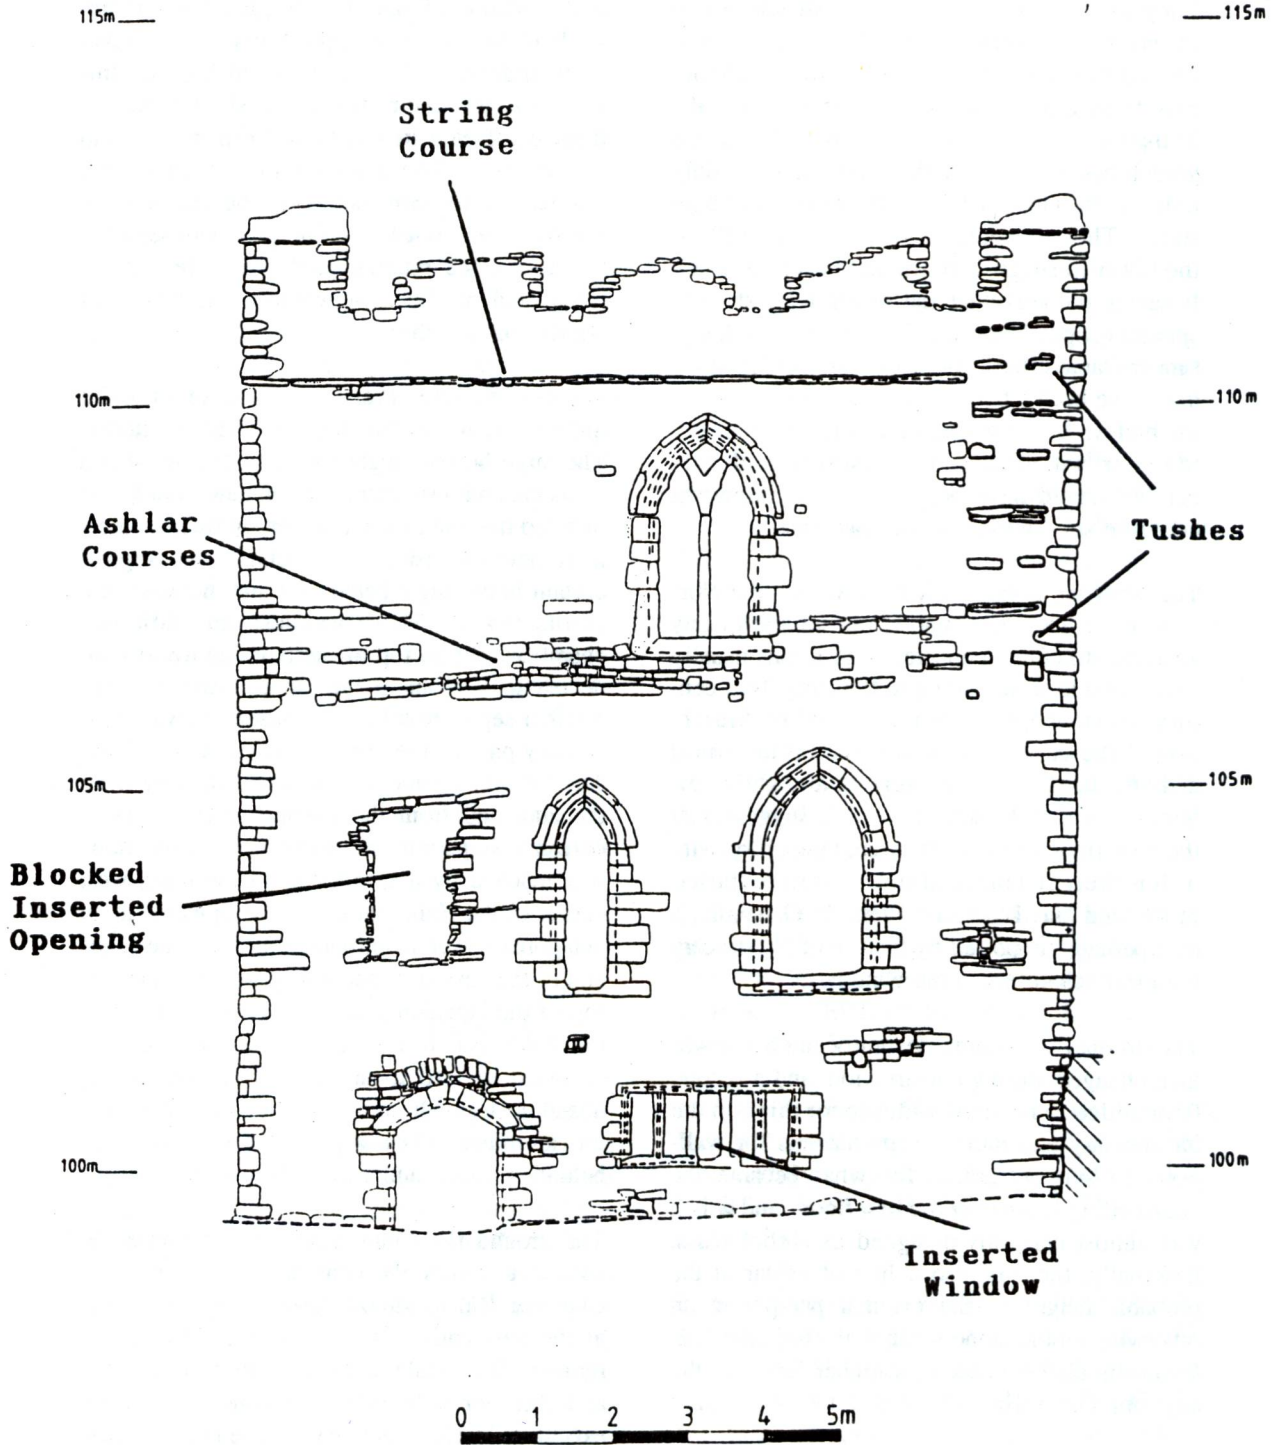 115m
115m
String
Course
110m
110m
Ashlar
Courses
Tushes
105m
105m
Blocked
Inserted
Opening
100m
100m
Inserted
Window
0 1 2 3 4 5m